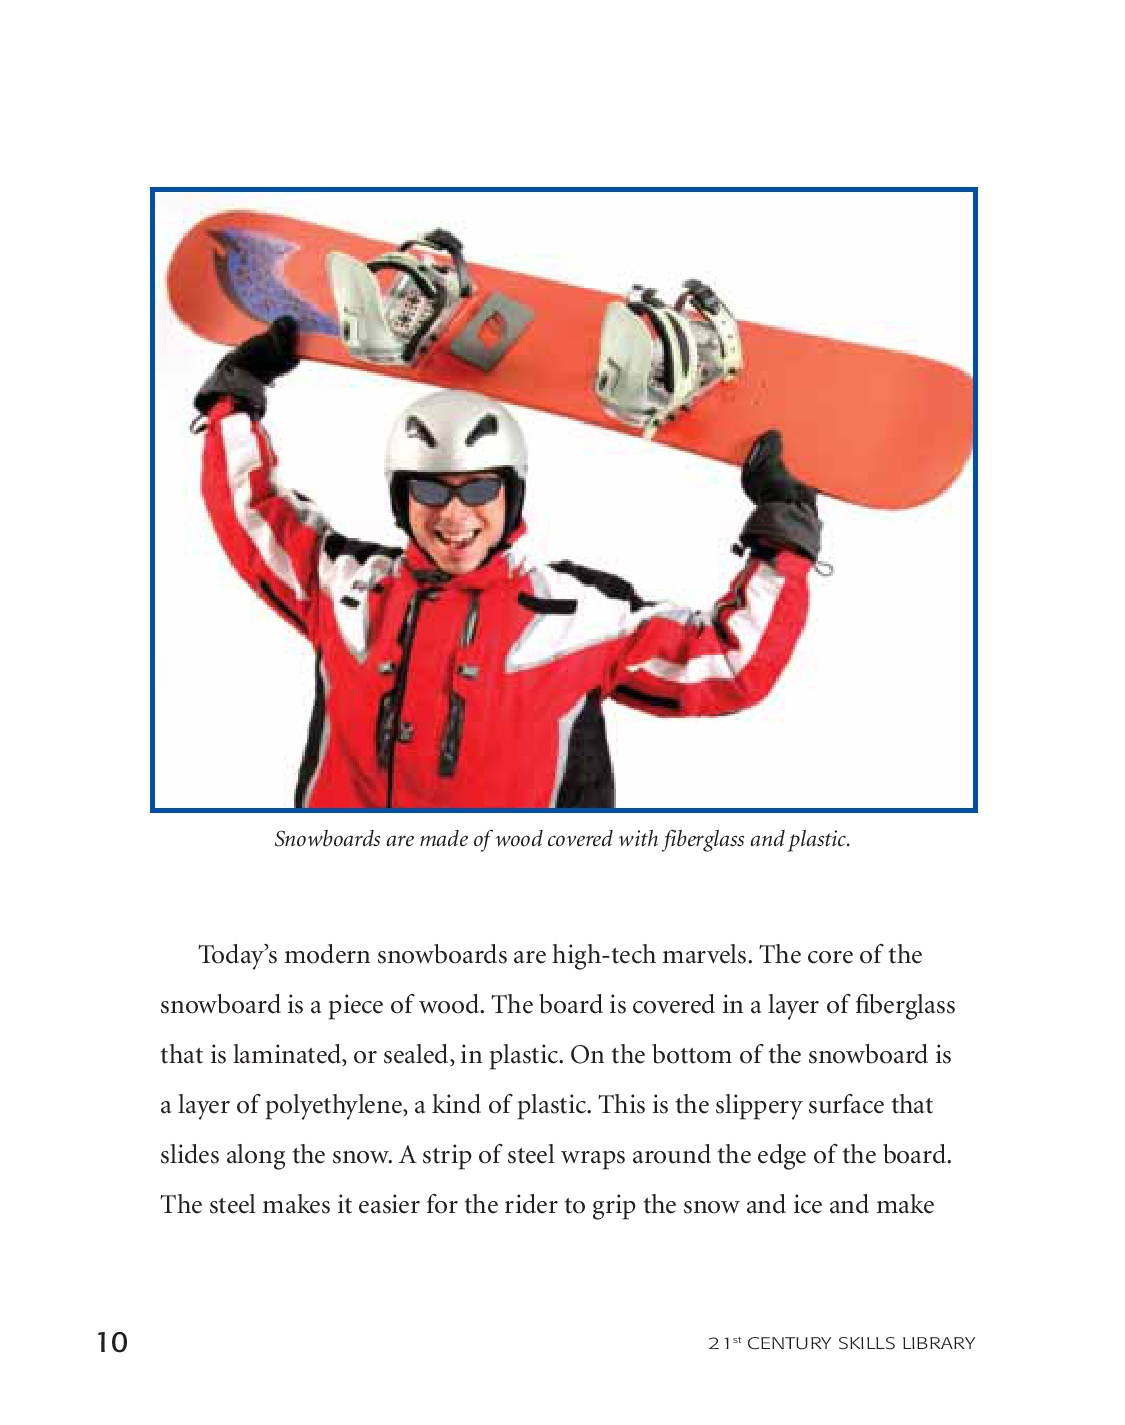 Snowboards are made of wood covered with fiberglass and plastic.
Today’s modern snowboards are high-tech marvels. The core of the
snowboard is a piece of wood. The board is covered in a layer of fiberglass
that is laminated, or sealed, in plastic. On the bottom of the snowboard is
a layer of polyethylene, a kind of plastic. This is the slippery surface that
slides along the snow. A strip of steel wraps around the edge of the board.
The steel makes it easier for the rider to grip the snow and ice and make
10
21st CENTURY SKILLS LIBRARY